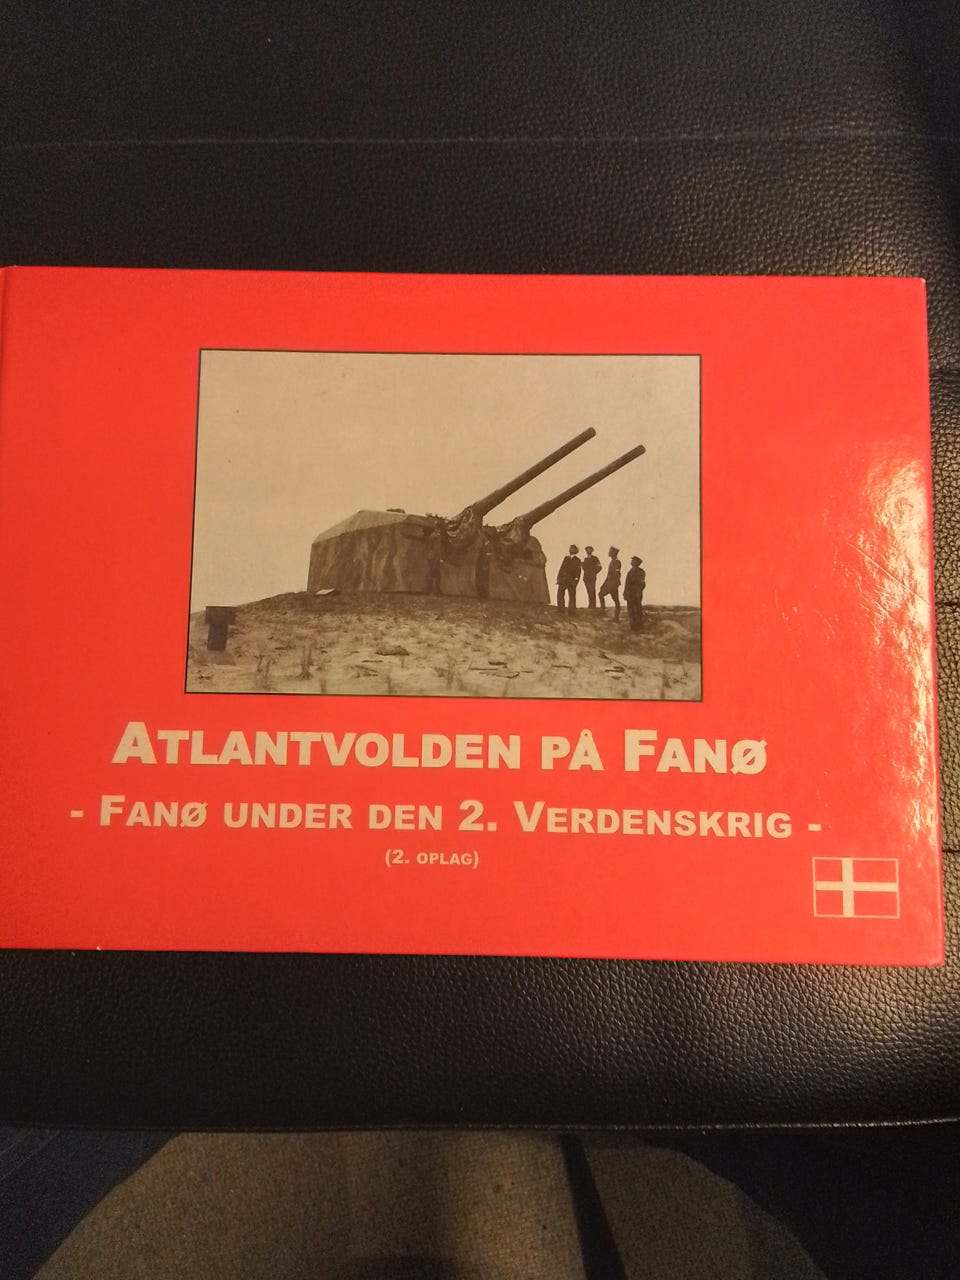 ATLANTVOLDEN PÅ FANØ
- FANØ UNDER DEN 2. VERDENSKRIG -
(2. OPLAG)